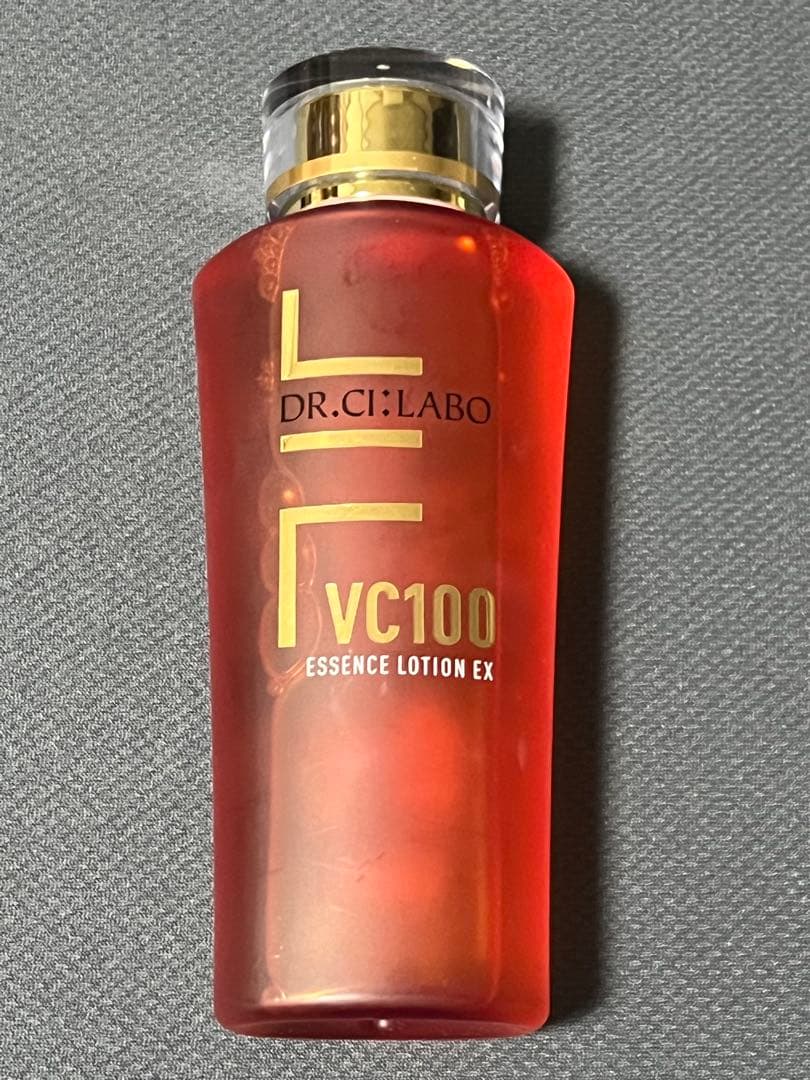 DR.CI:LABO
VC100
ESSENCE LOTION EX